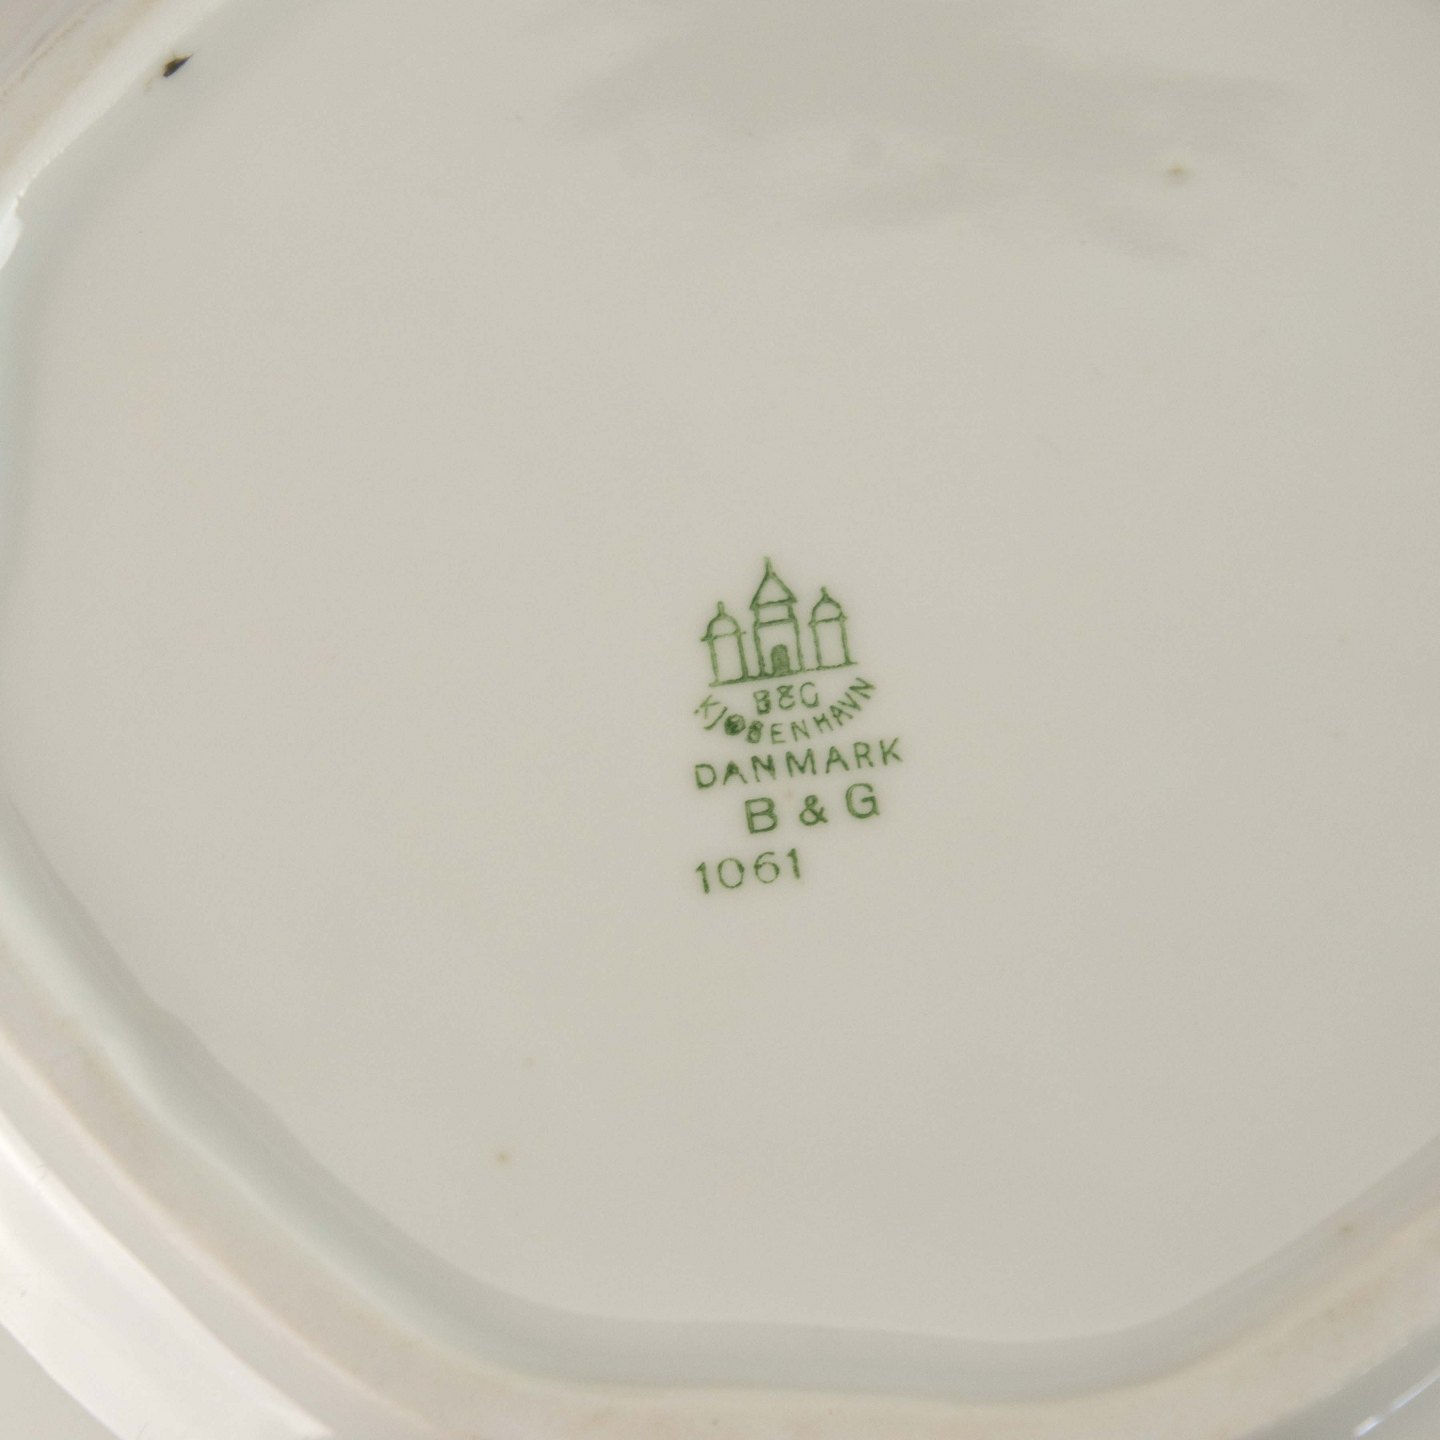 B&G
KJØBENHAVN
DANMARK
B & G
1061